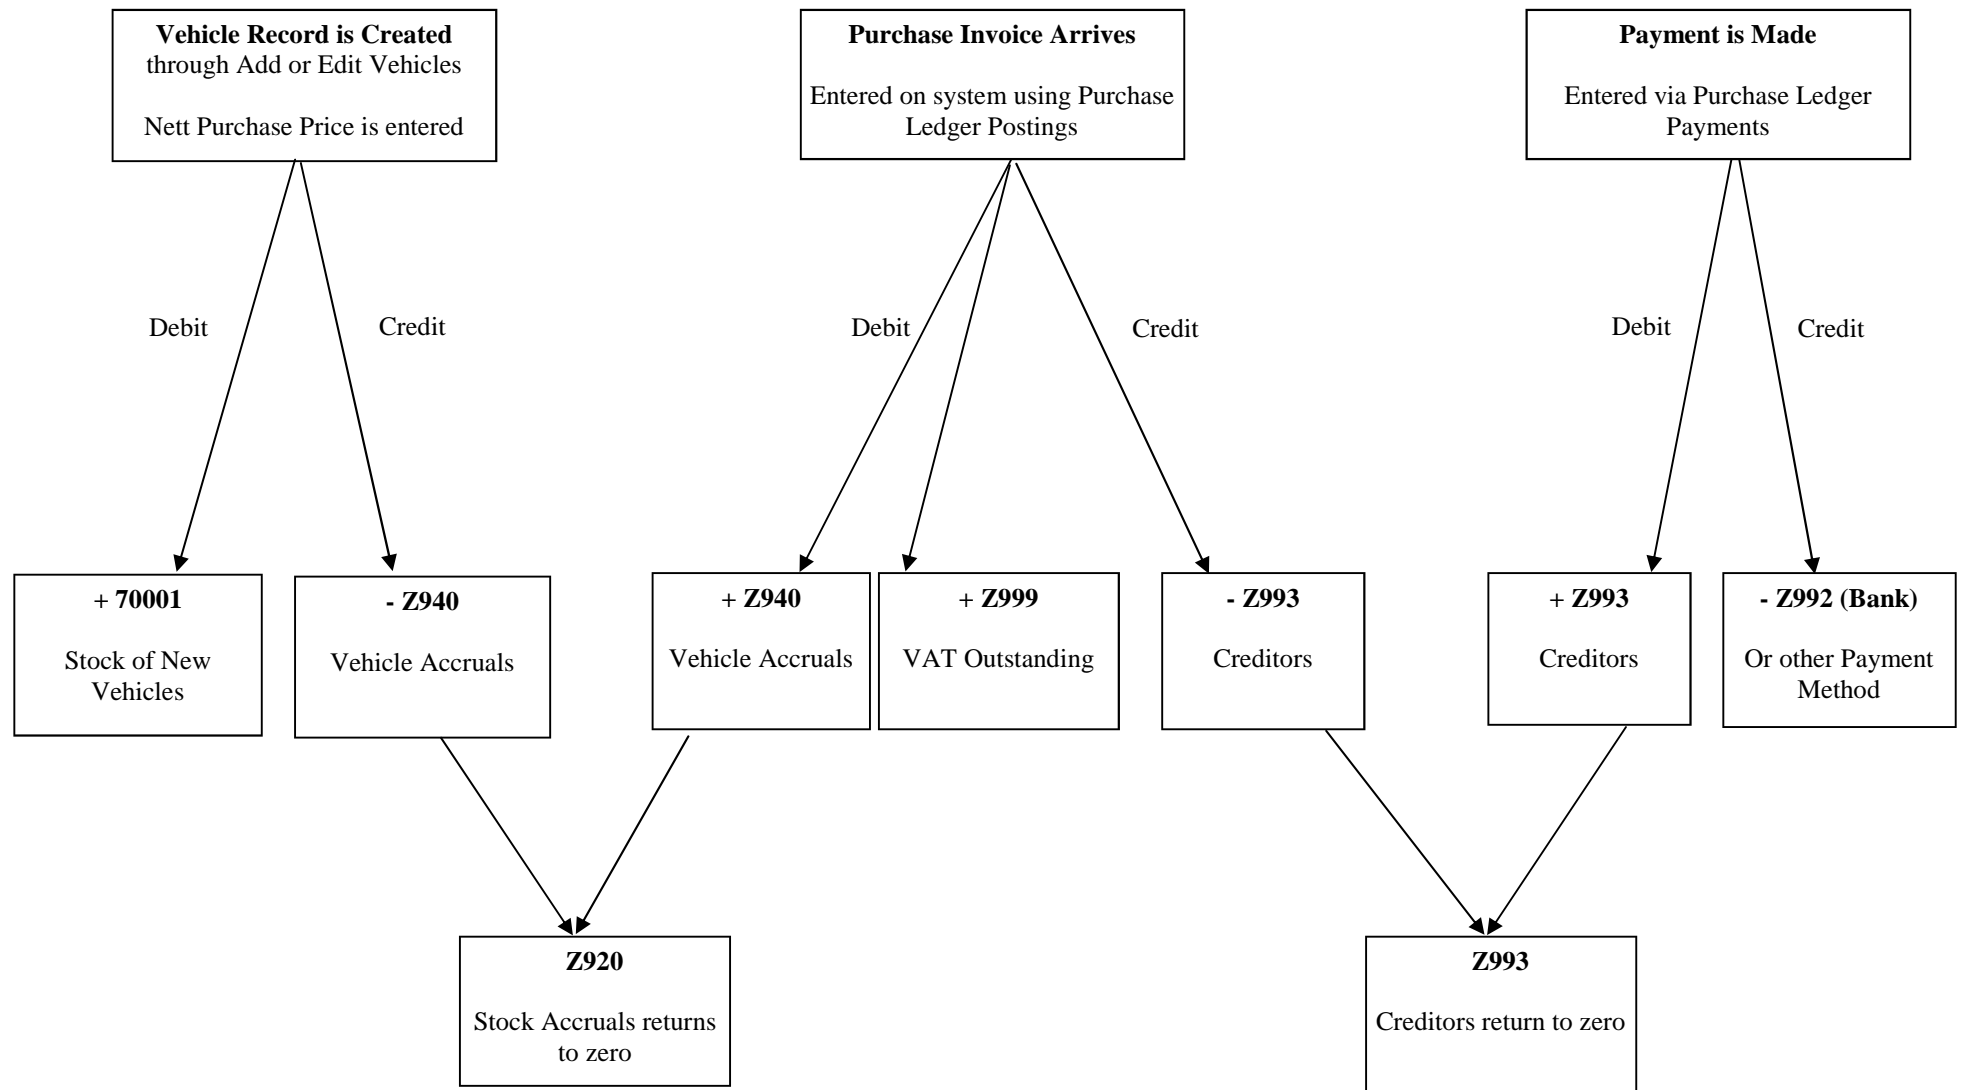 Vehicle Record is Created
through Add or Edit Vehicles
Nett Purchase Price is entered
Purchase Invoice Arrives
Entered on system using Purchase
Ledger Postings
Payment is Made
Entered via Purchase Ledger
Payments
Debit
Credit
Debit
Credit
Debit
Credit
+ 70001
Stock of New
Vehicles
- Z940
Vehicle Accruals
+ Z940
Vehicle Accruals
+ Z999
VAT Outstanding
- Z993
Creditors
+ Z993
Creditors
- Z992 (Bank)
Or other Payment
Method
Z920
Stock Accruals returns
to zero
Z993
Creditors return to zero